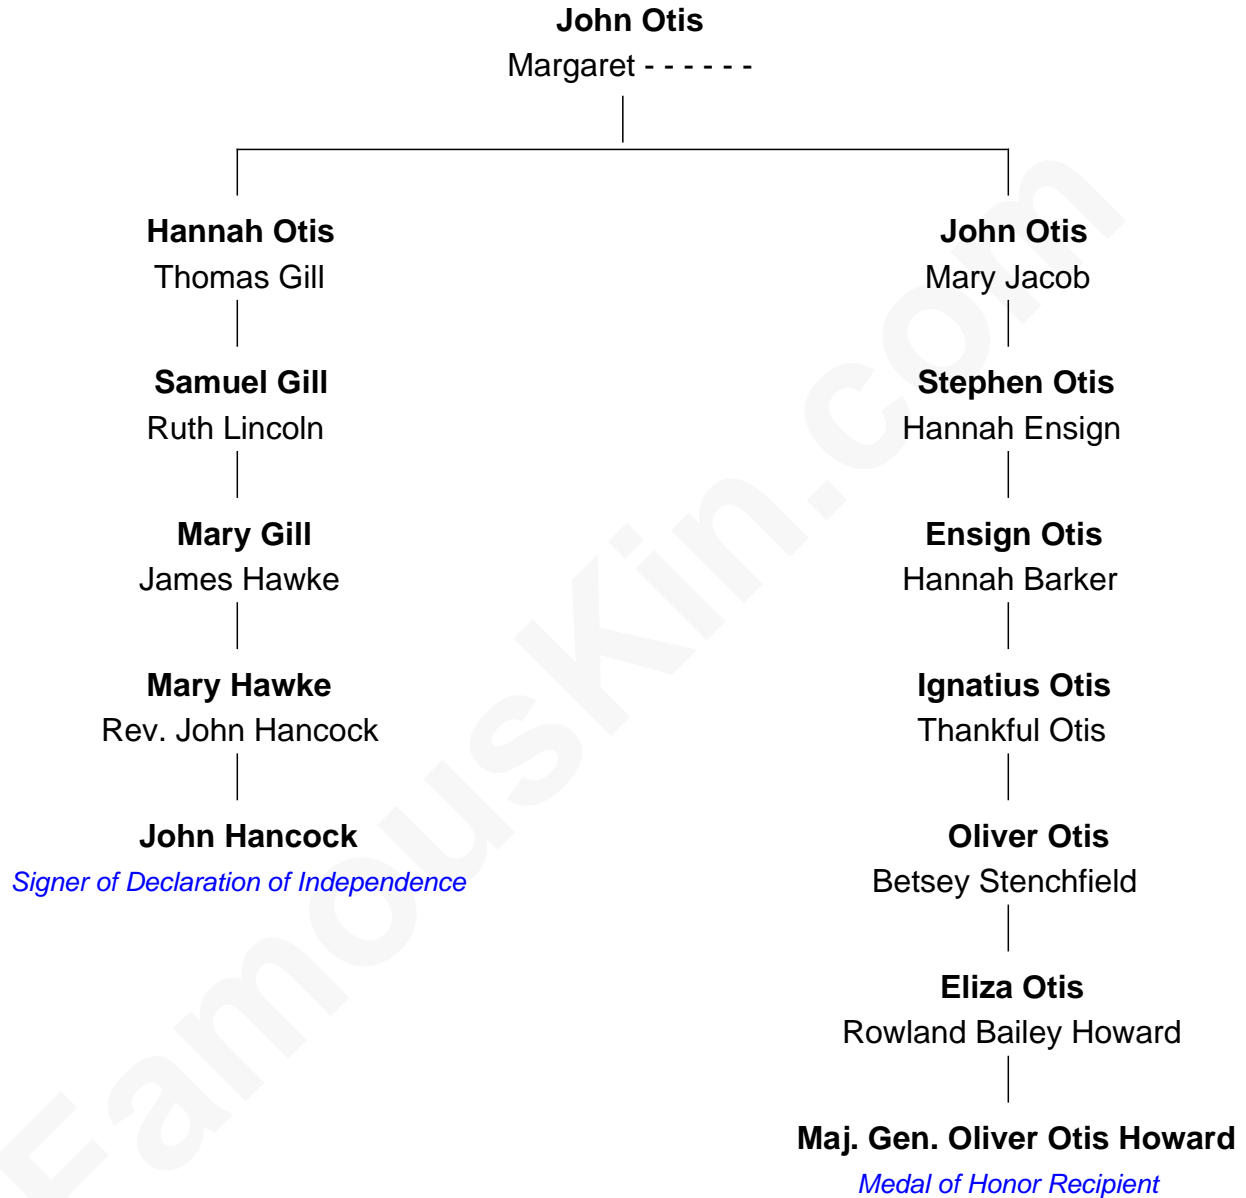 John Otis
Margaret - - - - - -
Hannah Otis
Thomas Gill
John Otis
Mary Jacob
Samuel Gill
Ruth Lincoln
Stephen Otis
Hannah Ensign
Mary Gill
James Hawke
Ensign Otis
Hannah Barker
Mary Hawke
Rev. John Hancock
Ignatius Otis
Thankful Otis
John Hancock
Signer of Declaration of Independence
Oliver Otis
Betsey Stenchfield
Eliza Otis
Rowland Bailey Howard
Maj. Gen. Oliver Otis Howard
Medal of Honor Recipient
FamousKin.com